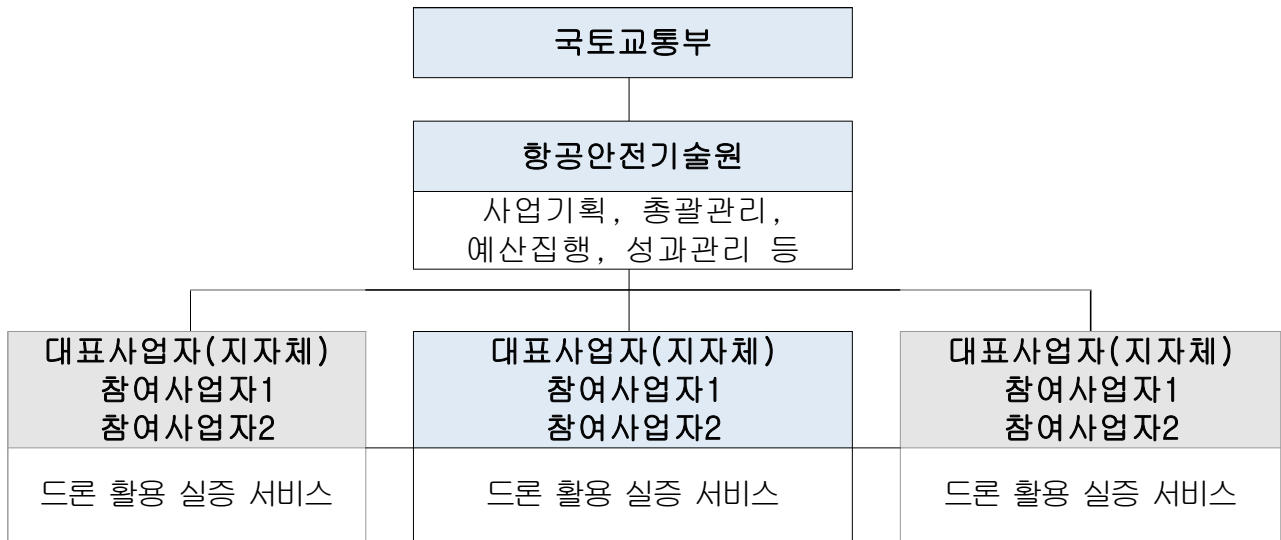 국토교통부
항공안전기술원
사업기획, 총괄관리,
예산집행, 성과관리 등
대표사업자(지자체)
참여사업자1
참여사업자2
드론 활용 실증 서비스
대표사업자(지자체)
참여사업자1
참여사업자2
드론 활용 실증 서비스
대표사업자(지자체)
참여사업자1
참여사업자2
드론 활용 실증 서비스